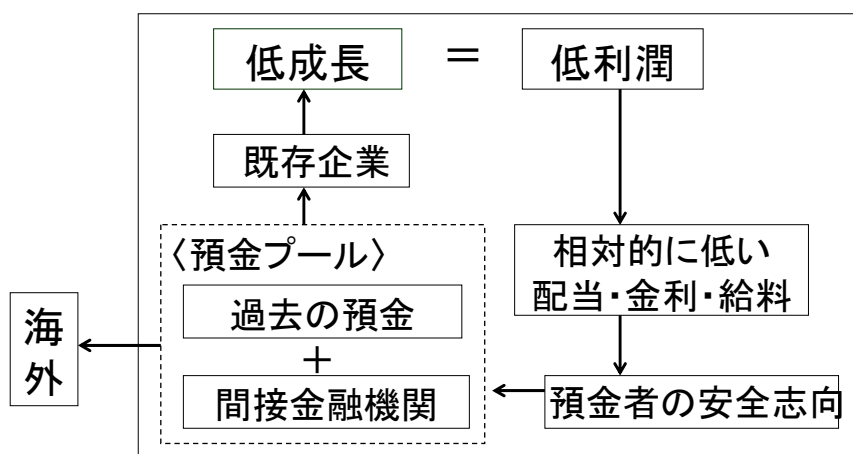 低成長 = 低利潤
既存企業
〈預金プール〉
過去の預金
+
間接金融機関
相対的に低い
配当・金利・給料
預金者の安全志向
海外